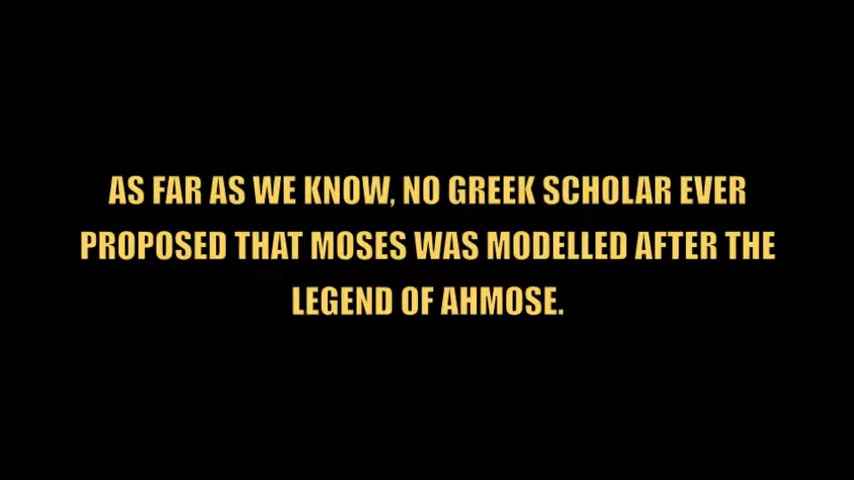 AS FAR AS WE KNOW, NO GREEK SCHOLAR EVER
PROPOSED THAT MOSES WAS MODELLED AFTER THE
LEGEND OF AHMOSE.